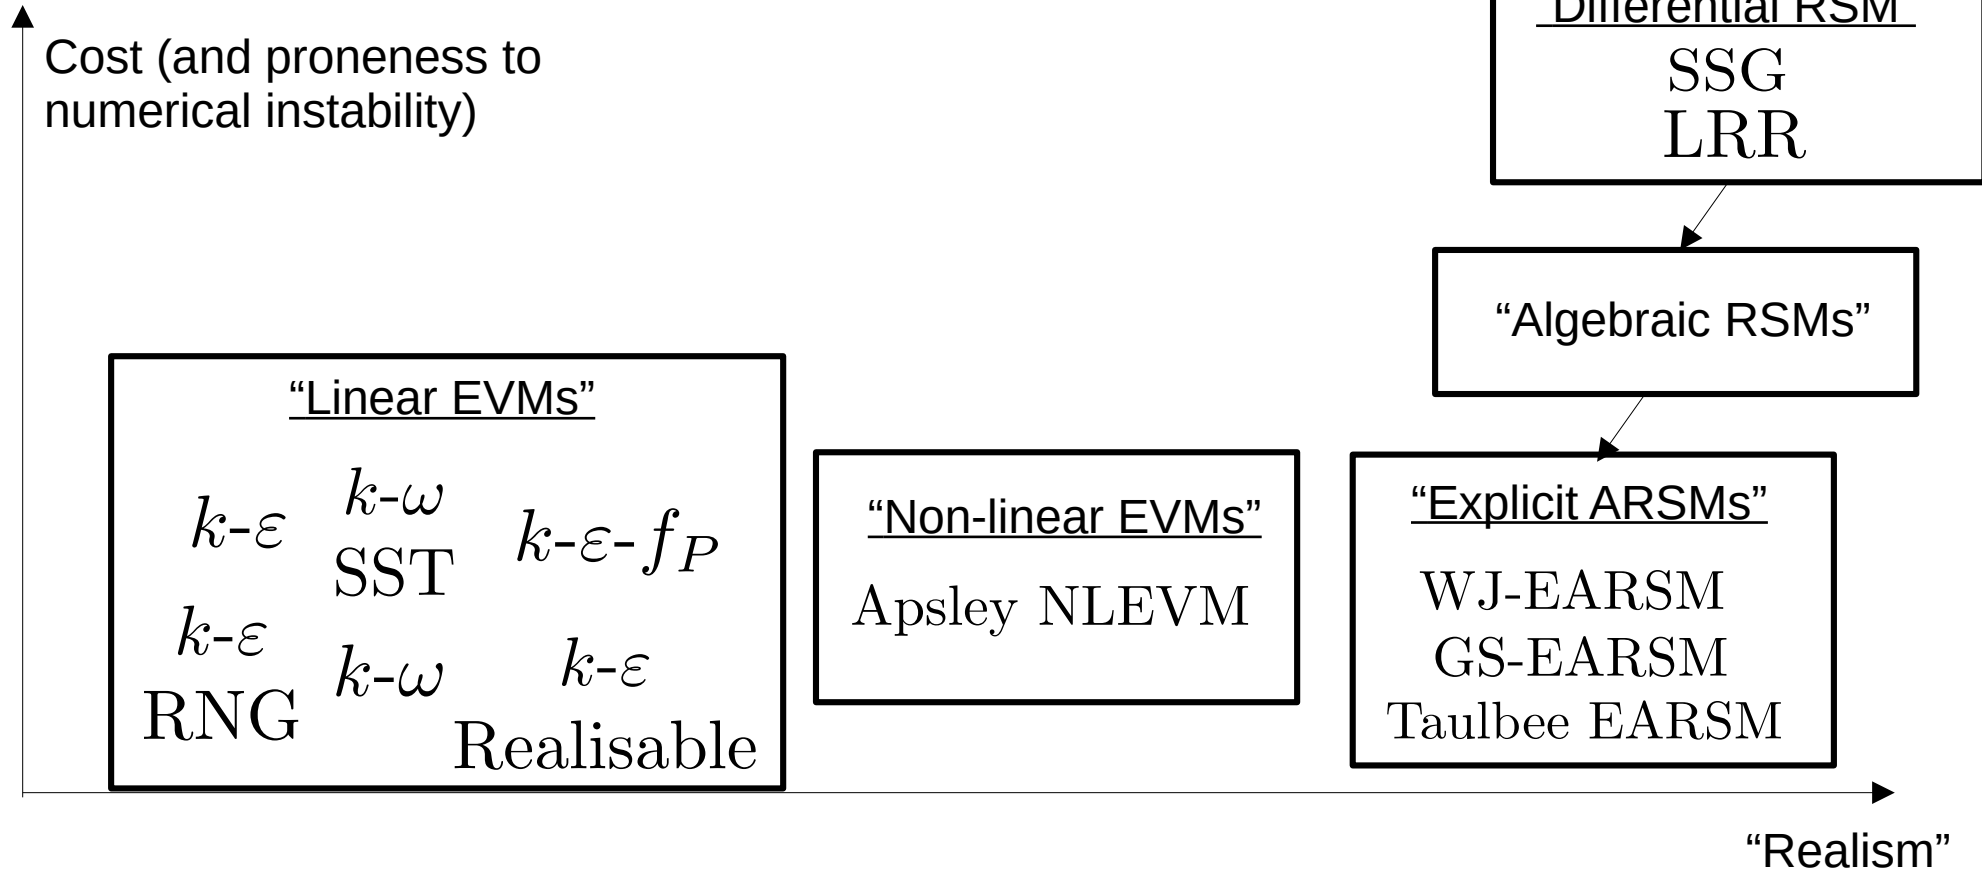 Cost (and proneness to
numerical instability)
"Differential RSM"
SSG
LRR
“Algebraic RSMs”
“Linear EVMs”
k-ε
k-ω
SST
k-ε-f_P
k-ε
RNG
k-ω
k-ε
Realisable
“Non-linear EVMs”
Apsley NLEVM
“Explicit ARSMs”
WJ-EARSM
GS-EARSM
Taulbee EARSM
“Realism”